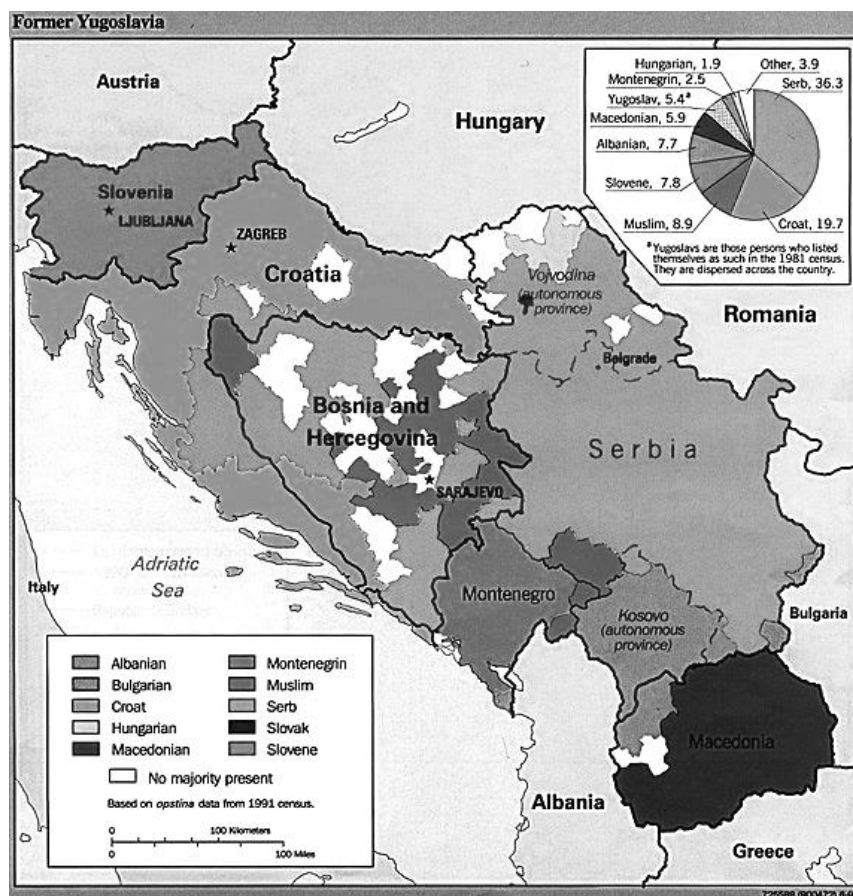 Former Yugoslavia
Austria
Hungary
Slovenia
LJUBLJANA
ZAGREB
Croatia
Vojvodina
(autonomous
province)
Romania
Belgrade
Bosnia and
Hercegovina
SARAJEVO
Serbia
Adriatic
Sea
Italy
Montenegro
Kosovo
(autonomous
province)
Bulgaria
Macedonia
Albania
Greece
Hungarian, 1.9
Other, 3.9
Montenegrin, 2.5
Serb, 36.3
Yugoslav, 5.4ª
Macedonian, 5.9
Albanian, 7.7
Slovene, 7.8
Muslim, 8.9
Croat, 19.7
ªYugoslavs are those persons who listed
themselves as such in the 1981 census.
They are dispersed across the country.
Albanian
Bulgarian
Croat
Hungarian
Macedonian
Montenegrin
Muslim
Serb
Slovak
Slovene
No majority present
Based on opstina data from 1991 census.
0 100 Kilometers
0 100 Miles